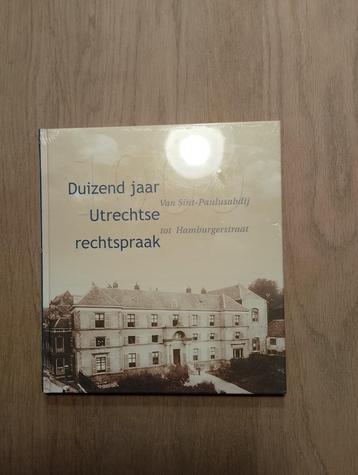 Duizend jaar
Utrechtse
rechtspraak
Van Sint-Paulusabdij
tot Hamburgerstraat